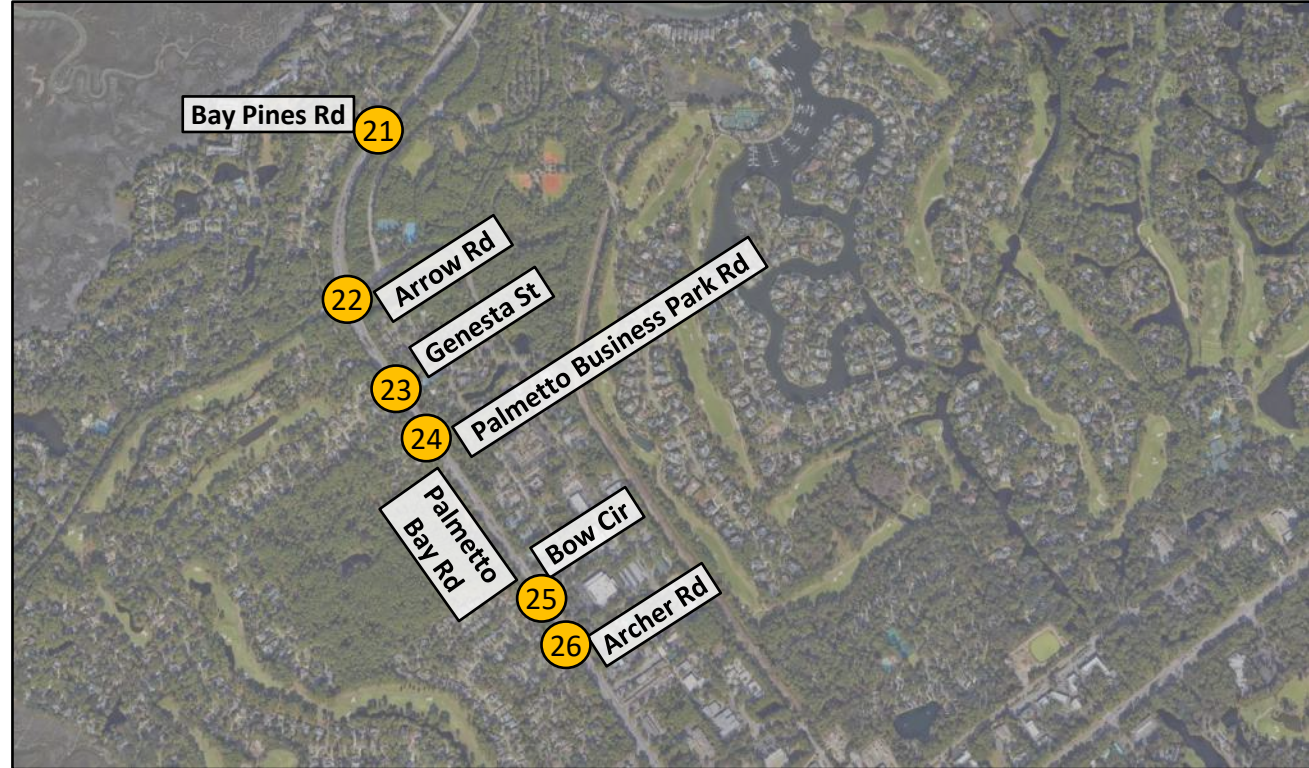 Bay Pines Rd
21
Arrow Rd
22
Genesta St
23
Palmetto Business Park Rd
24
Palmetto
Bay Rd
Bow Cir
25
Archer Rd
26